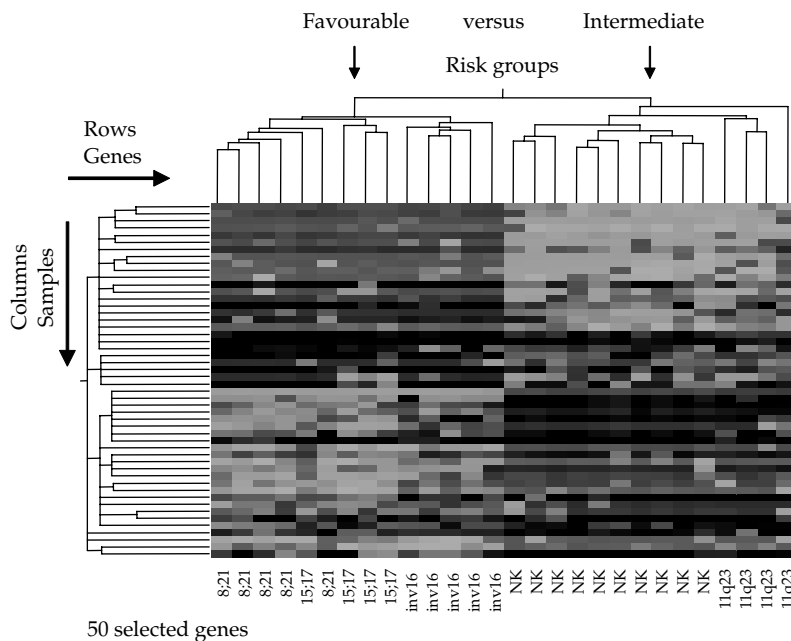 Favourable versus Intermediate
Risk groups
Rows
Genes
Columns
Samples
8;21 8;21 8;21 8;21 15;17 8;21 15;17 15;17 15;17 inv16 inv16 inv16 inv16 inv16 NK NK NK NK NK NK NK NK NK NK 11q23 11q23 11q23 11q23
50 selected genes